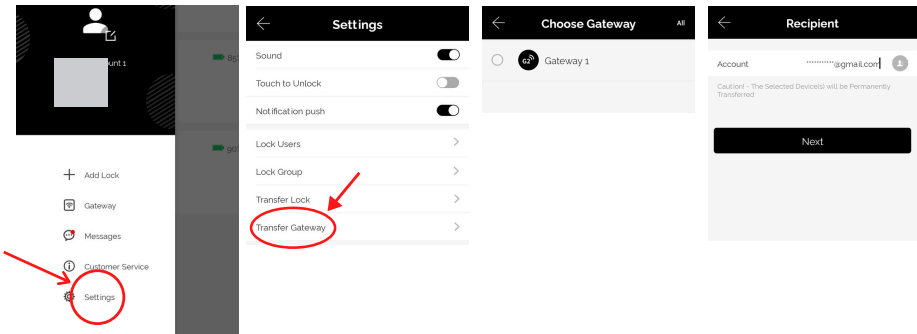 unt 1
85
90%
Add Lock
Gateway
Messages
Customer Service
Settings
Settings
Sound
Touch to Unlock
Notification push
Lock Users
Lock Group
Transfer Lock
Transfer Gateway
Choose Gateway All
G2
Gateway 1
Recipient
Account ***********@gmail.com
Caution! - The Selected Device(s) will be Permanently
Transferred
Next